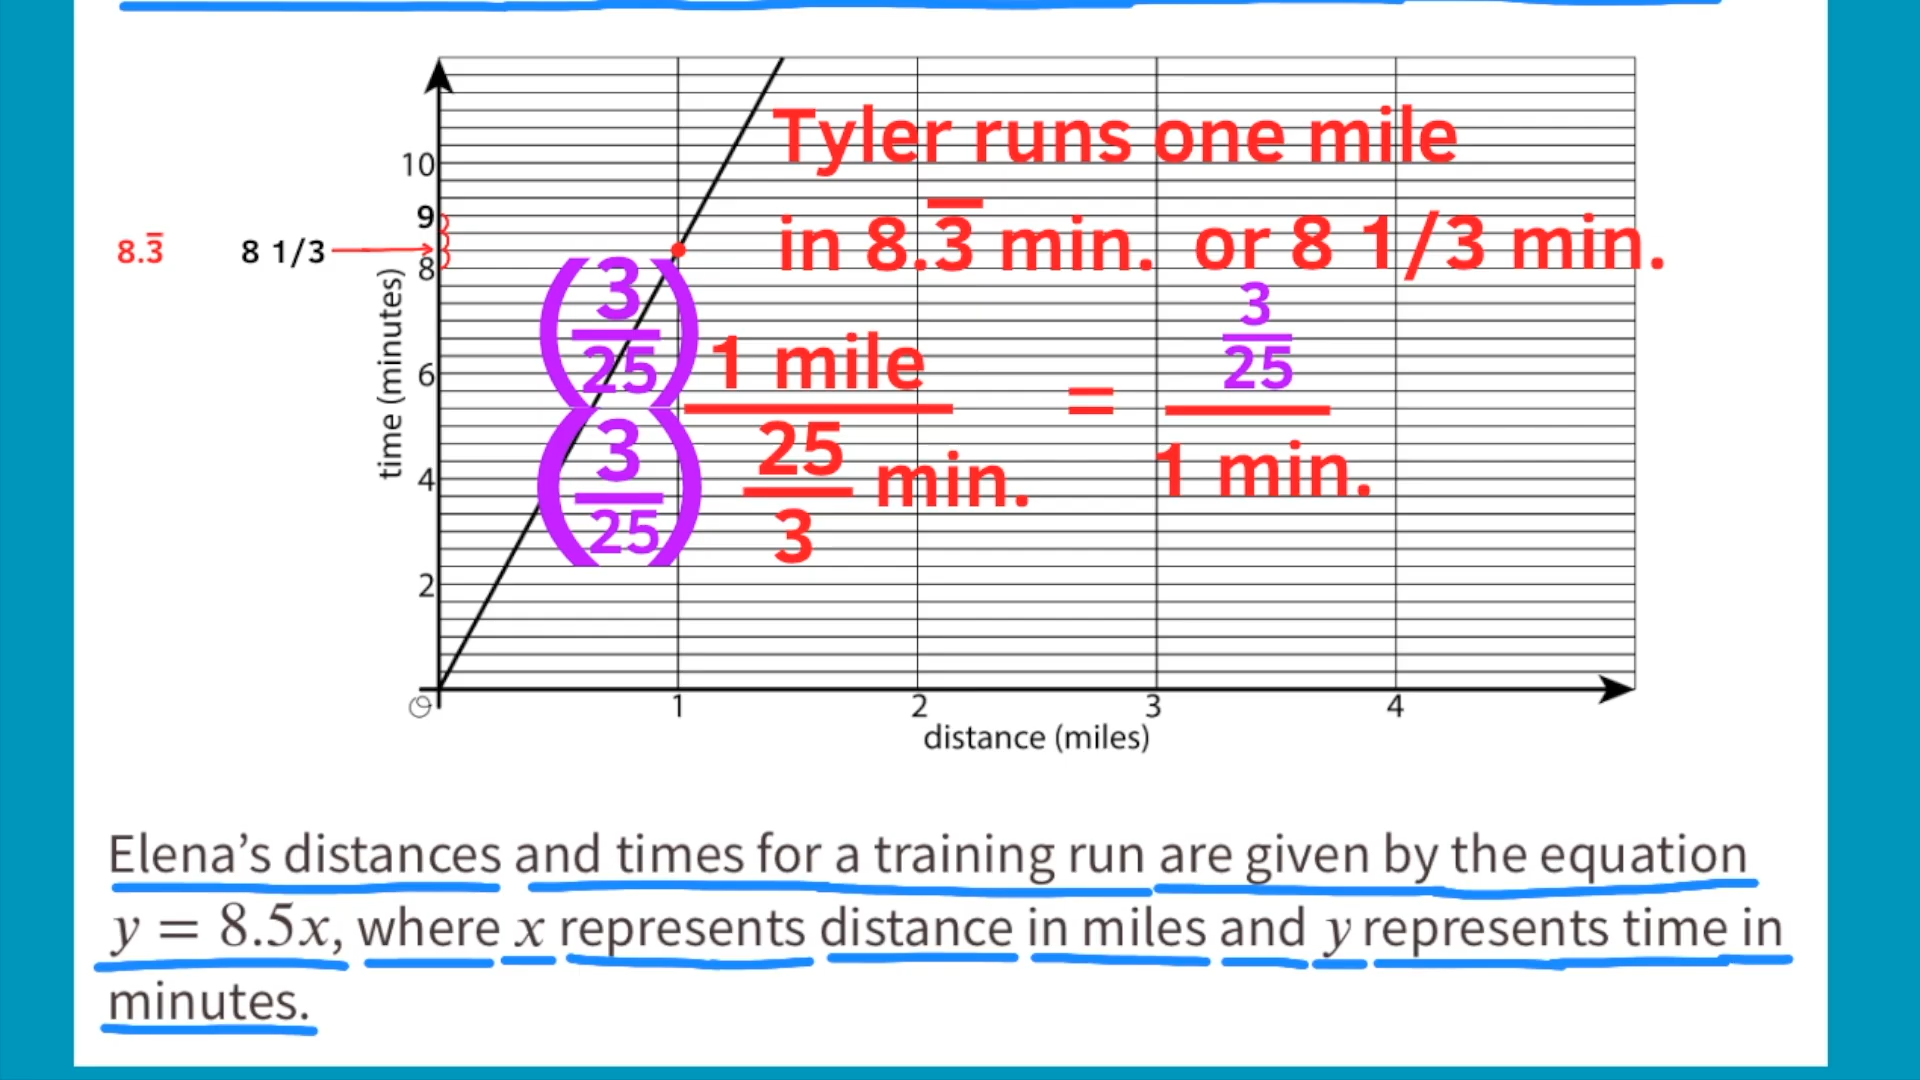 10
9
8
6
4
2
time (minutes)
8.3̅ 8 1/3
Tyler runs one mile
in 8.3̅ min. or 8 1/3 min.
(3/25) 1 mile = 3/25
(3/25) 25/3 min. 1 min.
O 1 2 3 4
distance (miles)
Elena’s distances and times for a training run are given by the equation
y = 8.5x, where x represents distance in miles and y represents time in
minutes.